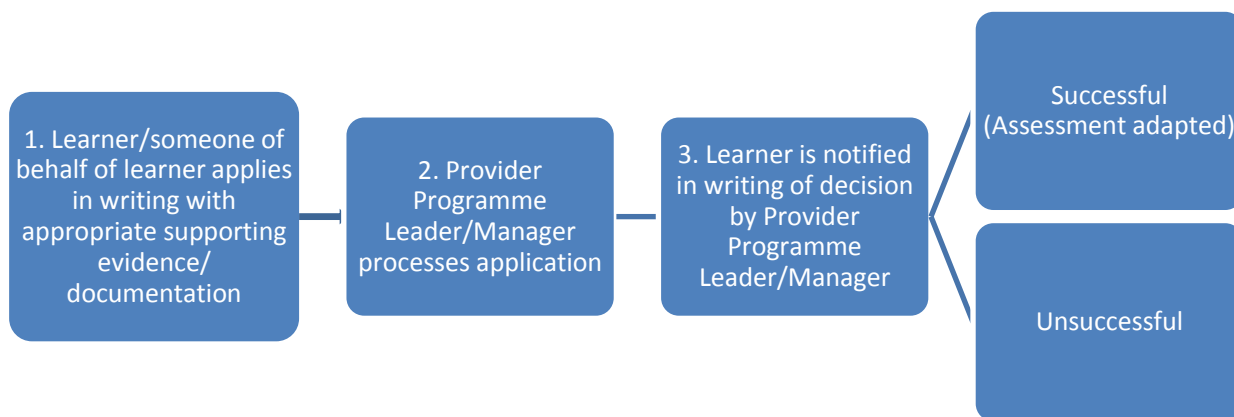 1. Learner/someone of
behalf of learner applies
in writing with
appropriate supporting
evidence/
documentation
2. Provider
Programme
Leader/Manager
processes application
3. Learner is notified
in writing of decision
by Provider
Programme
Leader/Manager
Successful
(Assessment adapted)
Unsuccessful